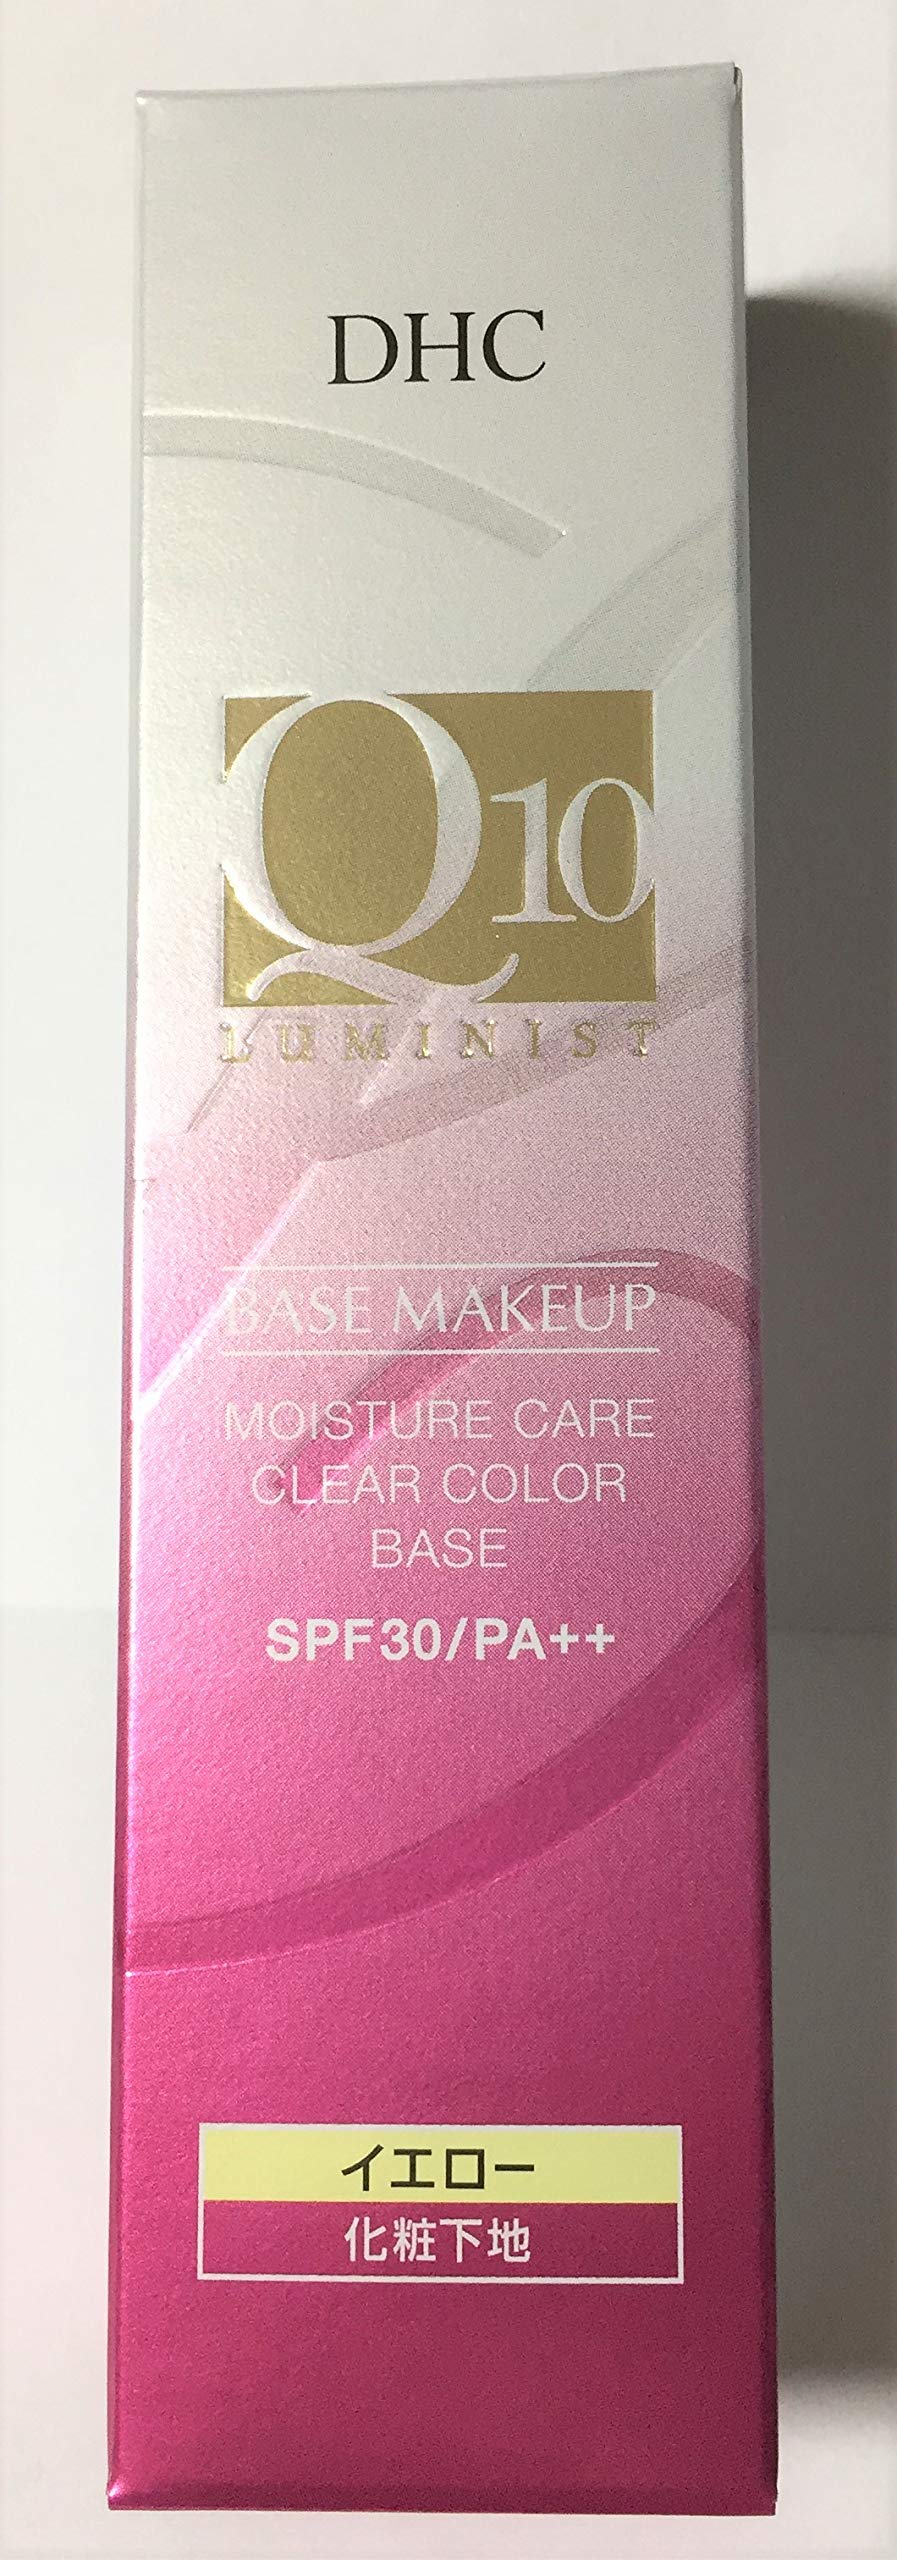 DHC
Q10
LUMINIST
BASE MAKEUP
MOISTURE CARE
CLEAR COLOR
BASE
SPF30/PA++
イエロー
化粧下地